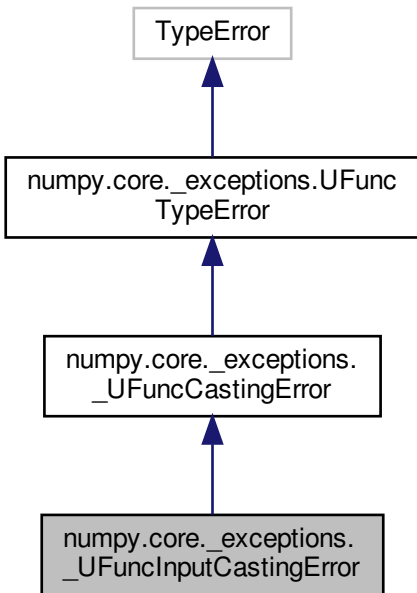 TypeError
numpy.core._exceptions.UFunc
TypeError
numpy.core._exceptions.
_UFuncCastingError
numpy.core._exceptions.
_UFuncInputCastingError